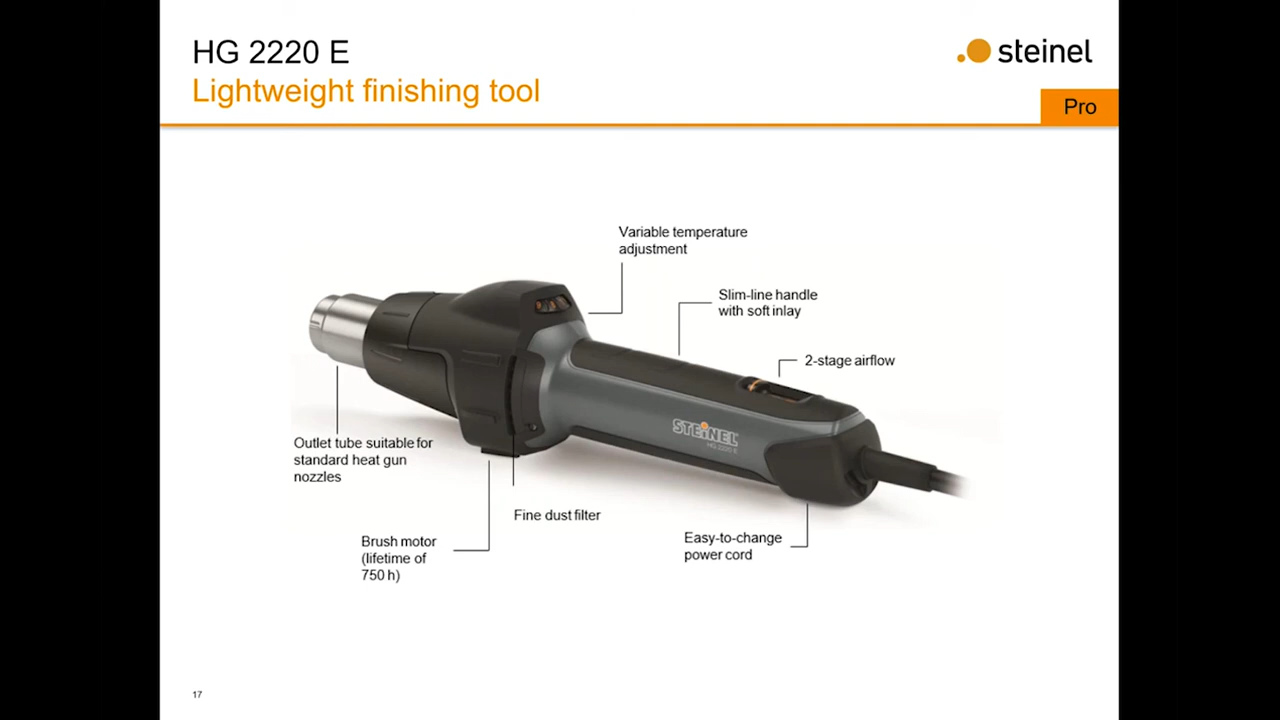 HG 2220 E
Lightweight finishing tool
steinel
Pro
Variable temperature
adjustment
Slim-line handle
with soft inlay
2-stage airflow
STEINEL
HG 2220 E
Outlet tube suitable for
standard heat gun
nozzles
Fine dust filter
Brush motor
(lifetime of
750 h)
Easy-to-change
power cord
17